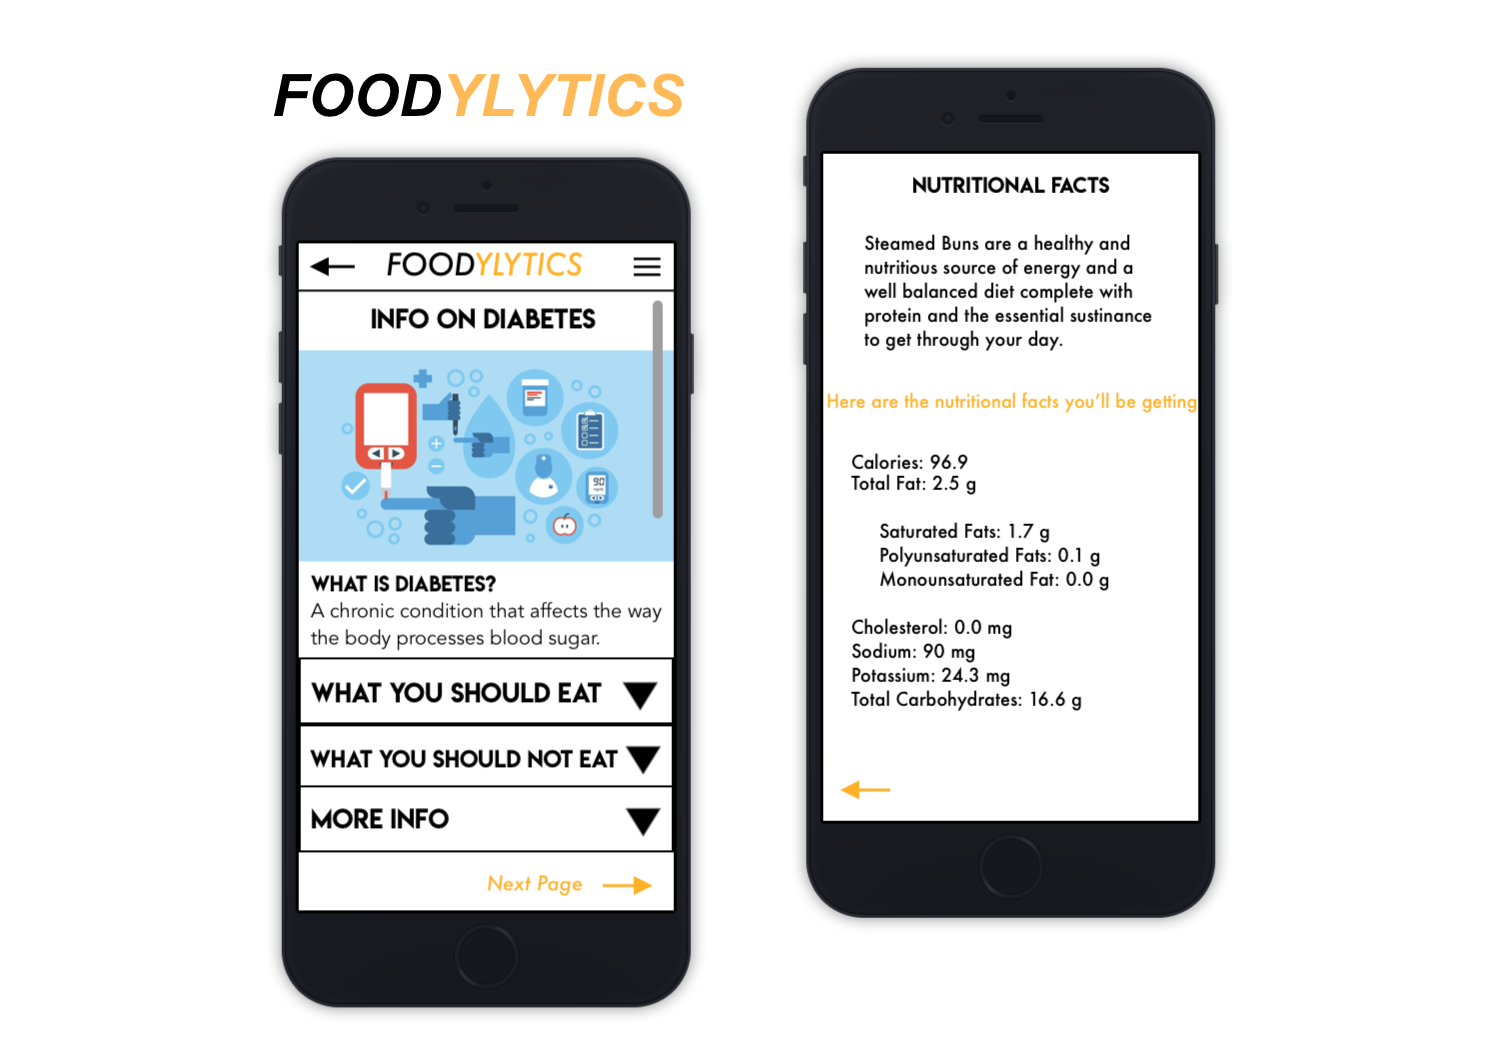 FOODYLYTICS
FOODYLYTICS
INFO ON DIABETES
90
WHAT IS DIABETES?
A chronic condition that affects the way
the body processes blood sugar.
WHAT YOU SHOULD EAT
WHAT YOU SHOULD NOT EAT
MORE INFO
Next Page
NUTRITIONAL FACTS
Steamed Buns are a healthy and
nutritious source of energy and a
well balanced diet complete with
protein and the essential sustinance
to get through your day.
Here are the nutritional facts you'll be getting
Calories: 96.9
Total Fat: 2.5 g
Saturated Fats: 1.7 g
Polyunsaturated Fats: 0.1 g
Monounsaturated Fat: 0.0 g
Cholesterol: 0.0 mg
Sodium: 90 mg
Potassium: 24.3 mg
Total Carbohydrates: 16.6 g